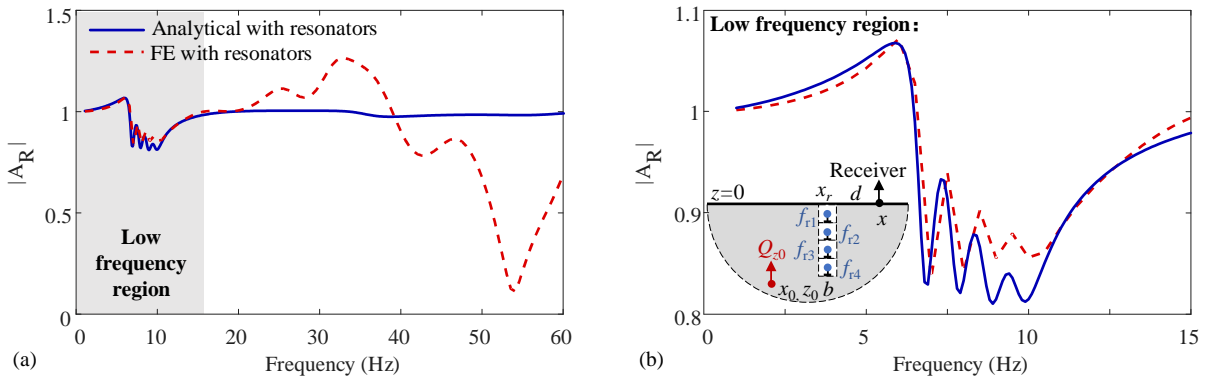 1.5
1
0.5
0
|A_R|
Analytical with resonators
FE with resonators
Low
frequency
region
0 10 20 30 40 50 60
(a) Frequency (Hz)
1.1
1
0.9
0.8
|A_R|
Low frequency region:
Receiver
z=0 x_r d
x
f_r1
f_r2
f_r3
f_r4
Q_z0
x_0, z_0 b
0 5 10 15
(b) Frequency (Hz)